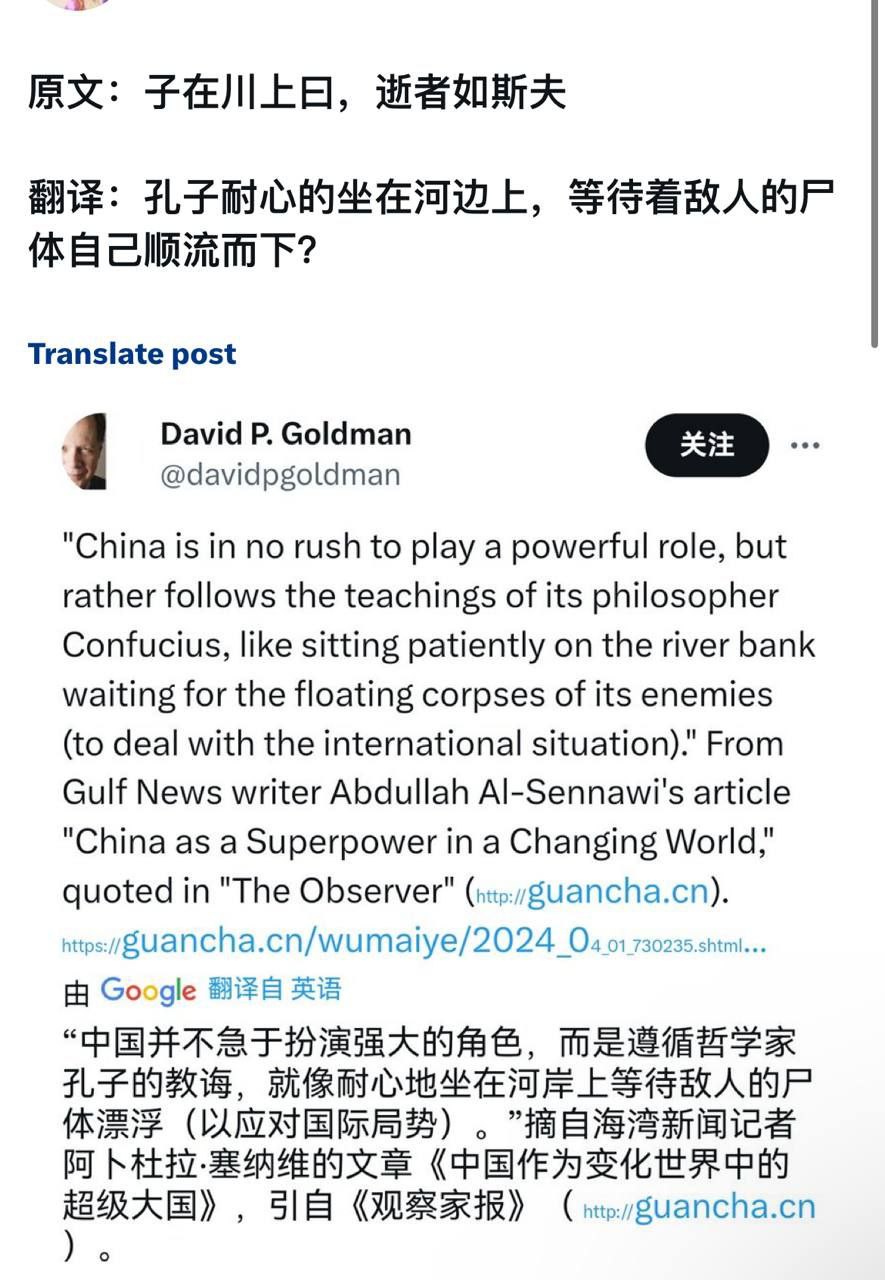 原文：子在川上曰，逝者如斯夫
翻译：孔子耐心的坐在河边上，等待着敌人的尸
体自己顺流而下？
Translate post
David P. Goldman
@davidpgoldman
关注
"China is in no rush to play a powerful role, but
rather follows the teachings of its philosopher
Confucius, like sitting patiently on the river bank
waiting for the floating corpses of its enemies
(to deal with the international situation)." From
Gulf News writer Abdullah Al-Sennawi's article
"China as a Superpower in a Changing World,"
quoted in "The Observer" (http://guancha.cn).
https://guancha.cn/wumaiye/2024_04_01_730235.shtml…
由 Google 翻译自 英语
“中国并不急于扮演强大的角色，而是遵循哲学家
孔子的教诲，就像耐心地坐在河岸上等待敌人的尸
体漂浮（以应对国际局势）。”摘自海湾新闻记者
阿卜杜拉·塞纳维的文章《中国作为变化世界中的
超级大国》，引自《观察家报》（ http://guancha.cn
）。